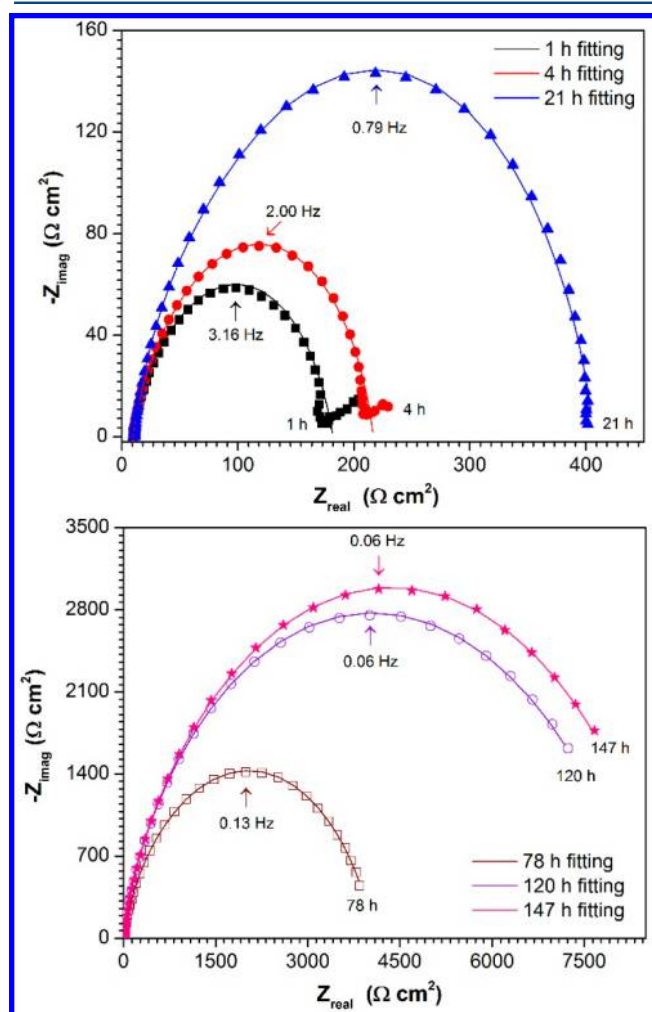 160
120
80
40
0
-Z_imag (Ω cm²)
1 h fitting
4 h fitting
21 h fitting
0.79 Hz
2.00 Hz
3.16 Hz
1 h
4 h
21 h
0 100 200 300 400
Z_real (Ω cm²)
3500
2800
2100
1400
700
0
-Z_imag (Ω cm²)
0.06 Hz
0.06 Hz
147 h
120 h
0.13 Hz
78 h
78 h fitting
120 h fitting
147 h fitting
0 1500 3000 4500 6000 7500
Z_real (Ω cm²)